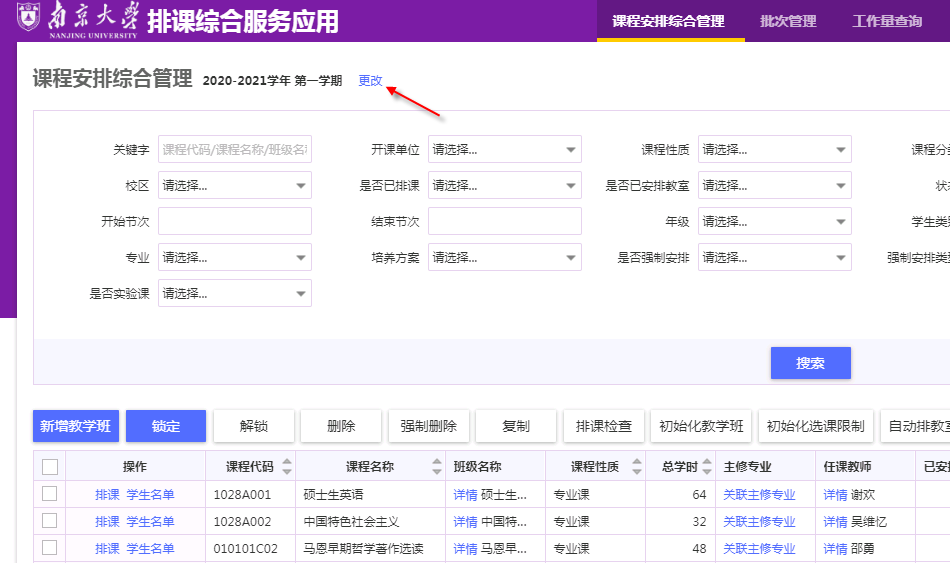 南京大学 排课综合服务应用 课程安排综合管理 批次管理 工作量查询
NANJING UNIVERSITY
课程安排综合管理 2020-2021学年 第一学期 更改
关键字 课程代码/课程名称/班级名称 开课单位 请选择... 课程性质 请选择... 课程分类
校区 请选择... 是否已排课 请选择... 是否已安排教室 请选择... 状
开始节次 结束节次 年级 请选择... 学生类
专业 请选择... 培养方案 请选择... 是否强制安排 请选择... 强制安排类
是否实验课 请选择...
搜索
新增教学班 锁定 解锁 删除 强制删除 复制 排课检查 初始化教学班 初始化选课限制 自动排教室
操作 课程代码 课程名称 班级名称 课程性质 总学时 主修专业 任课教师 已安
排课 学生名单 1028A001 硕士生英语 详情 硕士生... 专业课 64 关联主修专业 详情 谢欢
排课 学生名单 1028A002 中国特色社会主义 详情 中国特... 专业课 32 关联主修专业 详情 吴维忆
排课 学生名单 010101C02 马恩早期哲学著作选读 详情 马恩早... 专业课 48 关联主修专业 详情 邵勇